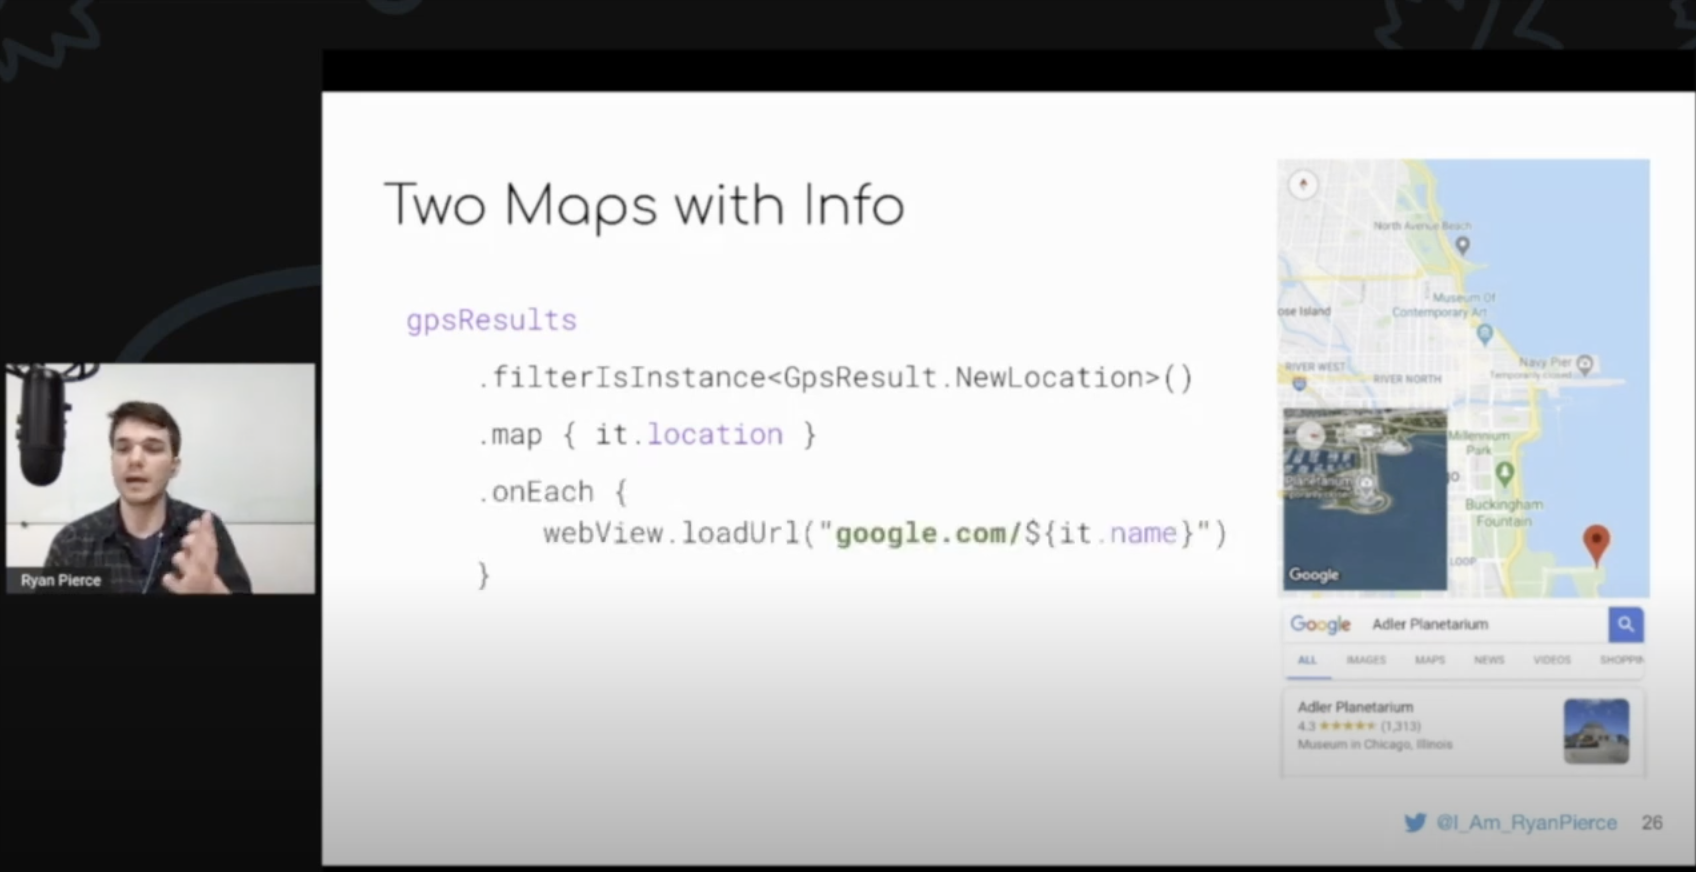 Two Maps with Info
gpsResults
.filterIsInstance<GpsResult.NewLocation>()
.map { it.location }
.onEach {
webView.loadUrl("google.com/${it.name}")
}
Ryan Pierce
North Avenue Beach
Museum Of
Contemporary Art
ose Island
Navy Pier
Temporarily closed
RIVER WEST
RIVER NORTH
Millennium
Park
Buckingham
Fountain
LOOP
Planetarium
Google
Google Adler Planetarium
ALL IMAGES MAPS NEWS VIDEOS SHOPPIN
Adler Planetarium
4.3 ★★★★★ (1,313)
Museum in Chicago, Illinois
@I_Am_RyanPierce 26